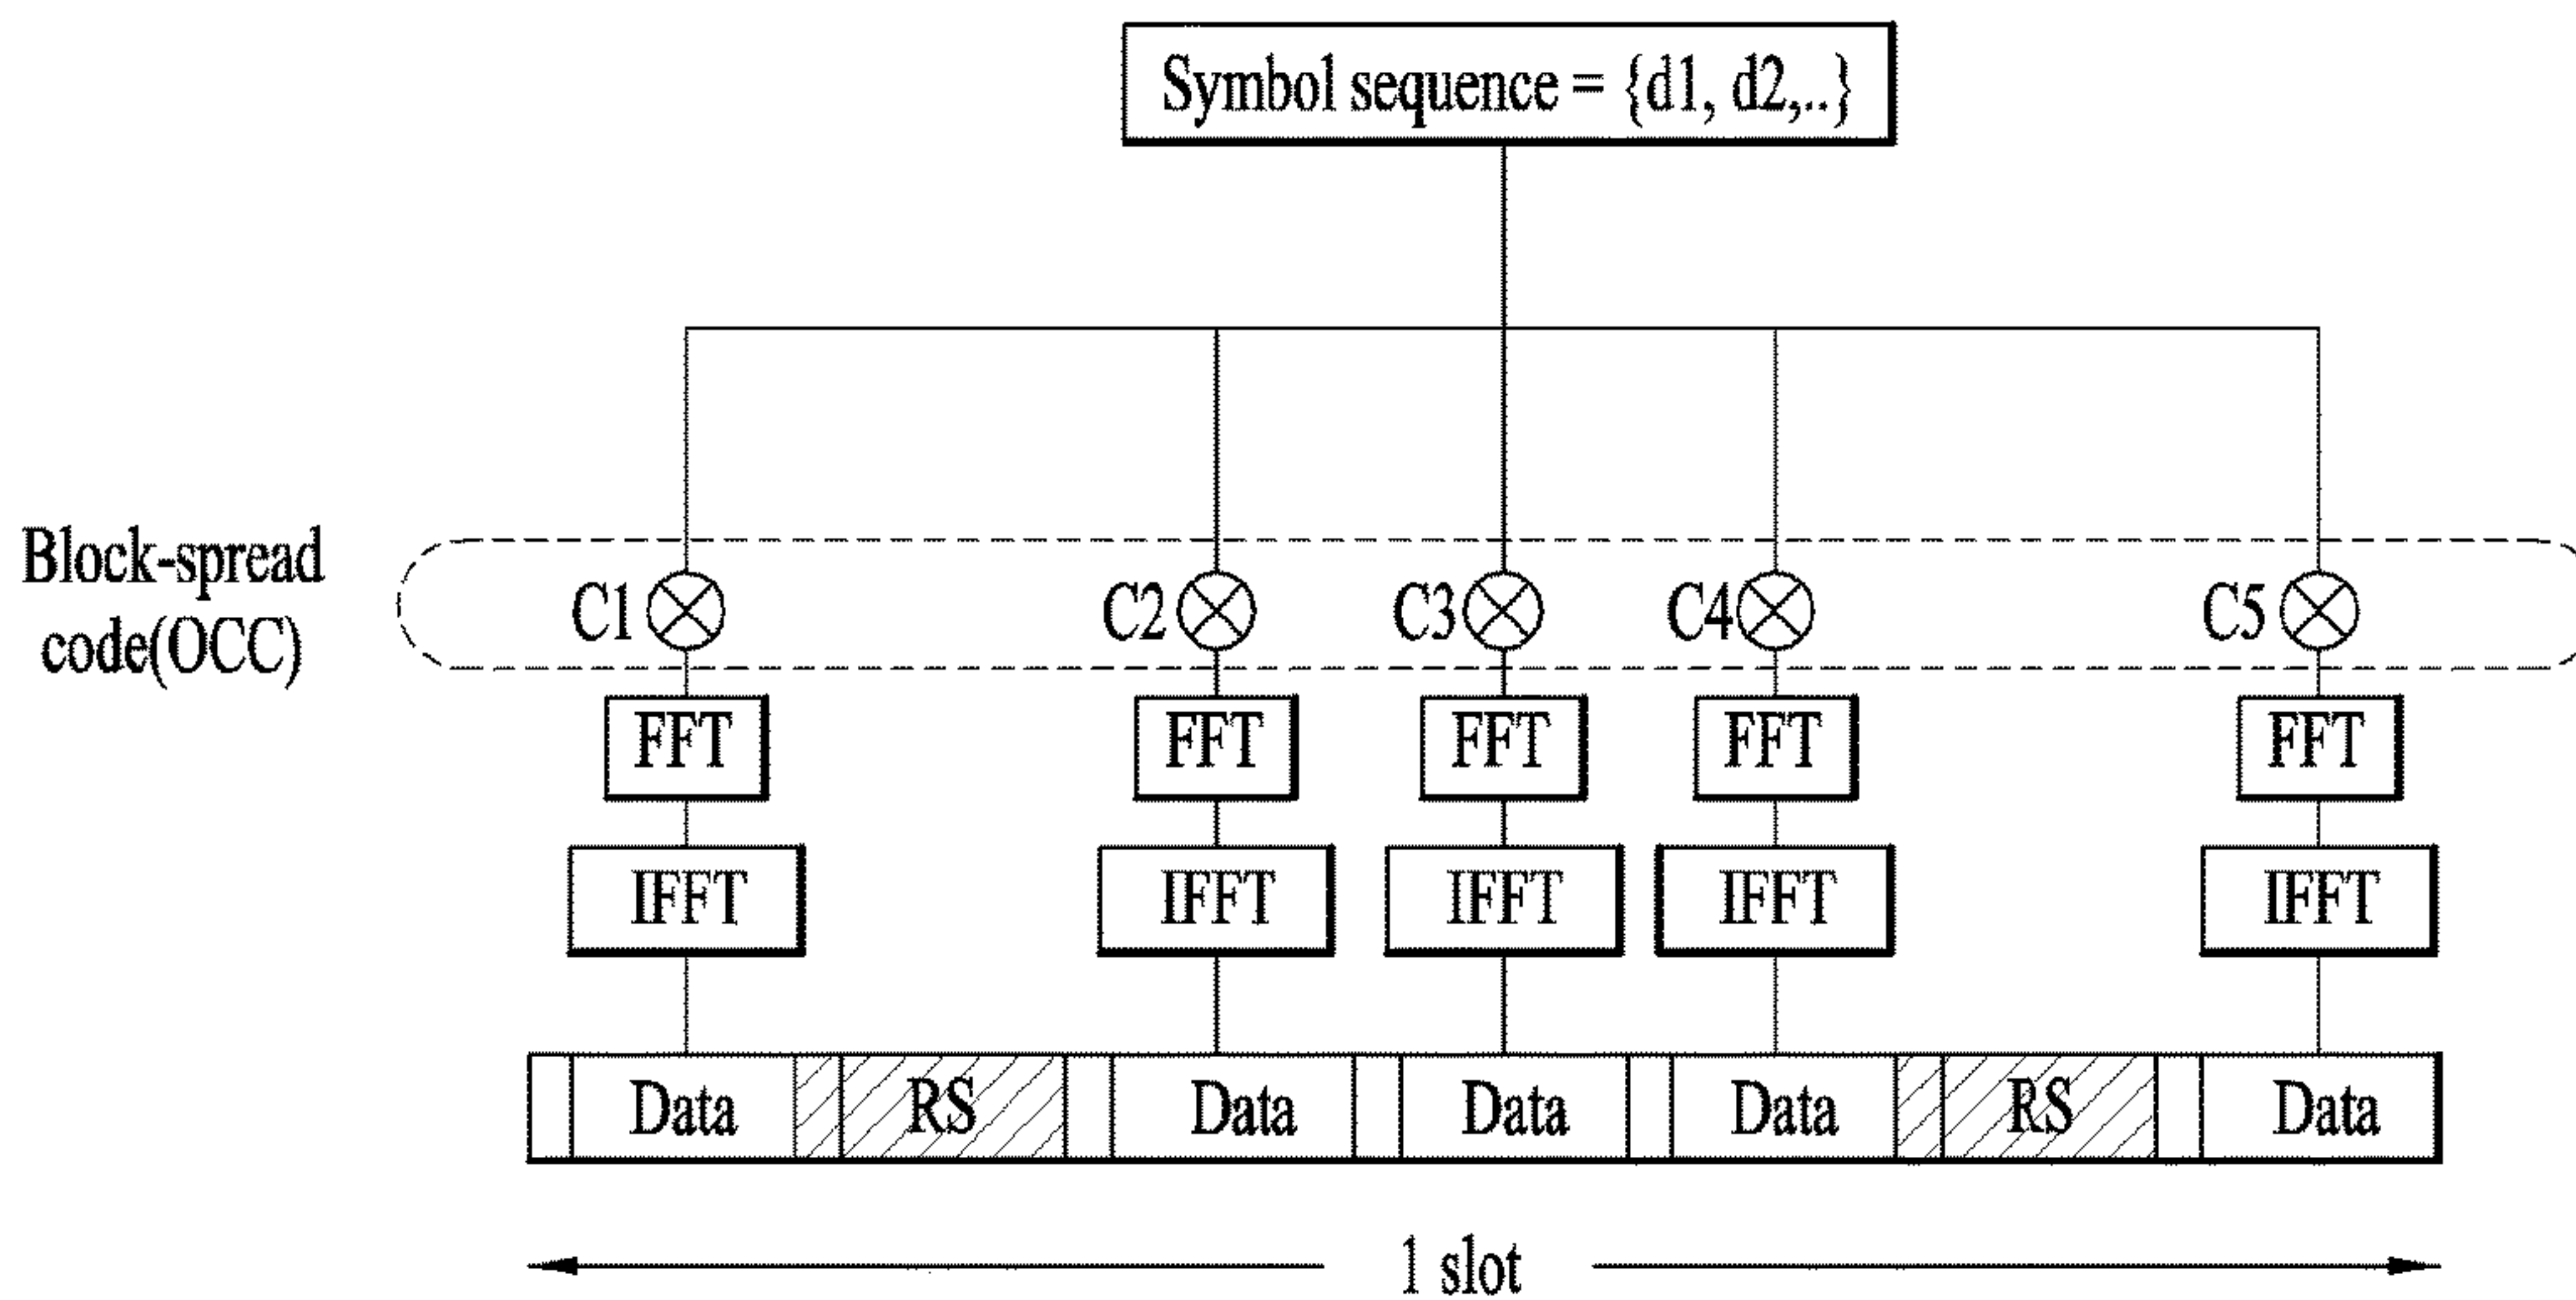 Symbol sequence = {d1, d2,..}
Block-spread
code(OCC)
C1 C2 C3 C4 C5
FFT FFT FFT FFT FFT
IFFT IFFT IFFT IFFT IFFT
Data RS Data Data Data RS Data
1 slot